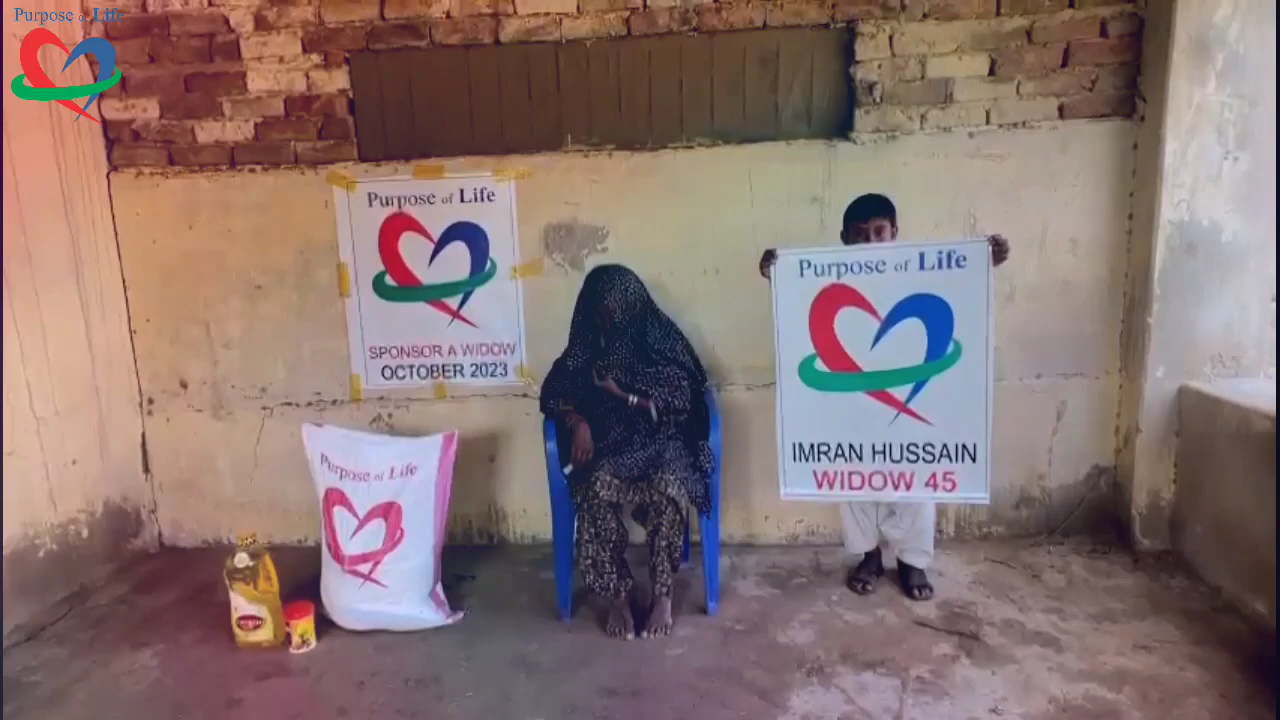 Purpose of Life
Purpose of Life
SPONSOR A WIDOW
OCTOBER 2023
Purpose of Life
IMRAN HUSSAIN
WIDOW 45
Purpose of Life